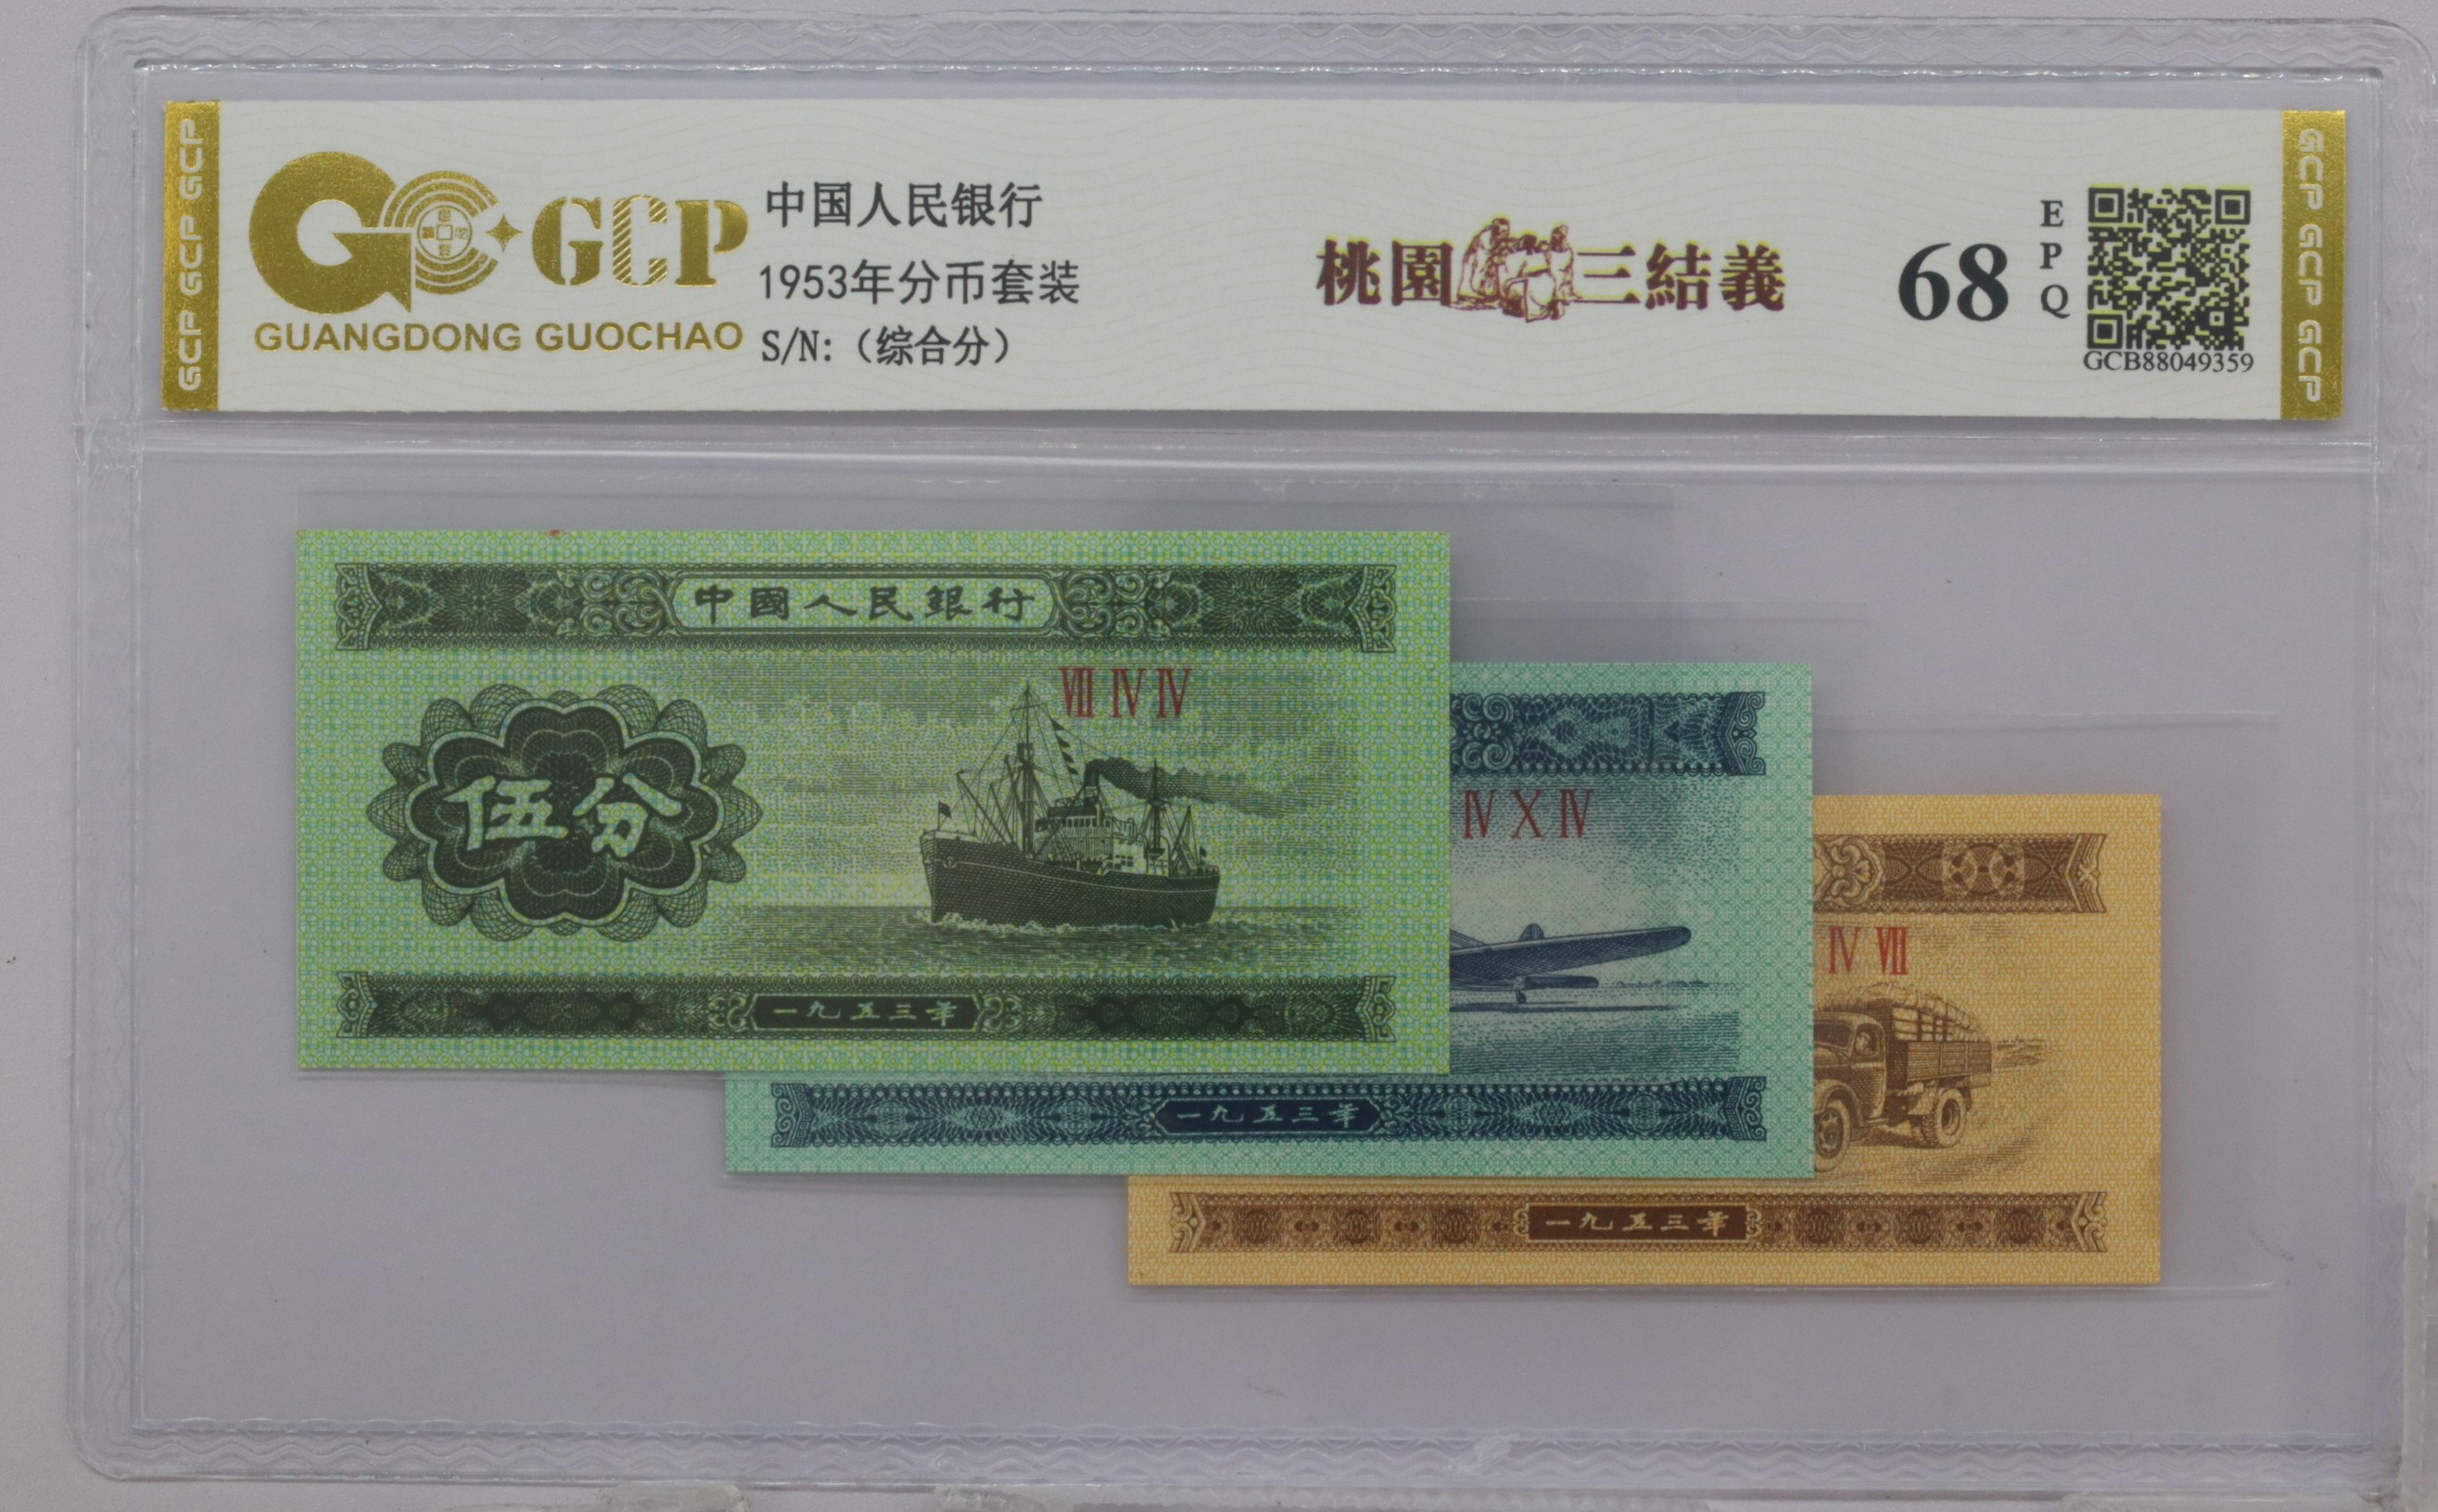 GCP GCP GCP
GCP
GUANGDONG GUOCHAO
中国人民银行
1953年分币套装
S/N:（综合分）
桃園三結義
68
EPQ
GCB88049359
GCP GCP GCP
中國人民銀行
VIII IV IV
伍分
一九五三年
IV X IV
一九五三年
IV VII
一九五三年